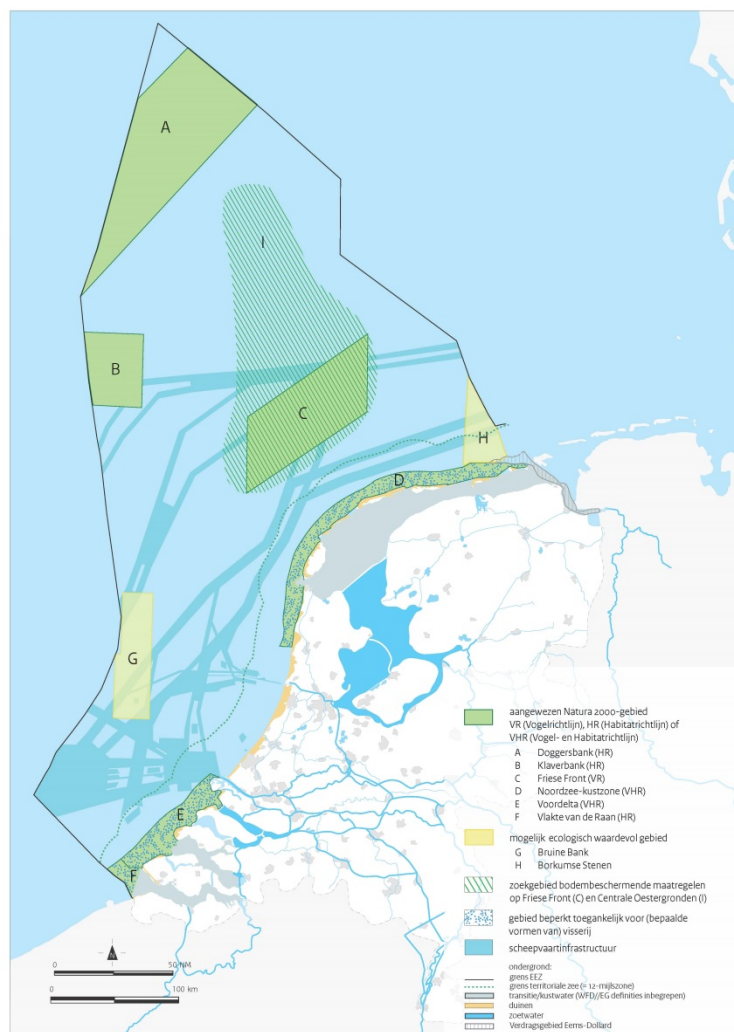 A
I
B
C
H
D
G
E
F
aangewezen Natura 2000-gebied
VR (Vogelrichtlijn), HR (Habitatrichtlijn) of
VHR (Vogel- en Habitatrichtlijn)
A Doggersbank (HR)
B Klaverbank (HR)
C Friese Front (VR)
D Noordzee-kustzone (VHR)
E Voordelta (VHR)
F Vlakte van de Raan (HR)
mogelijk ecologisch waardevol gebied
G Bruine Bank
H Borkumse Stenen
zoekgebied bodembeschermende maatregelen
op Friese Front (C) en Centrale Oestergronden (I)
gebied beperkt toegankelijk voor (bepaalde
vormen van) visserij
scheepvaartinfrastructuur
ondergrond:
grens EEZ
grens territoriale zee (= 12-mijlszone)
transitie/kustwater (WFD//EG definities inbegrepen)
duinen
zoetwater
Verdragsgebied Eems-Dollard
N
0 50 NM
0 100 km